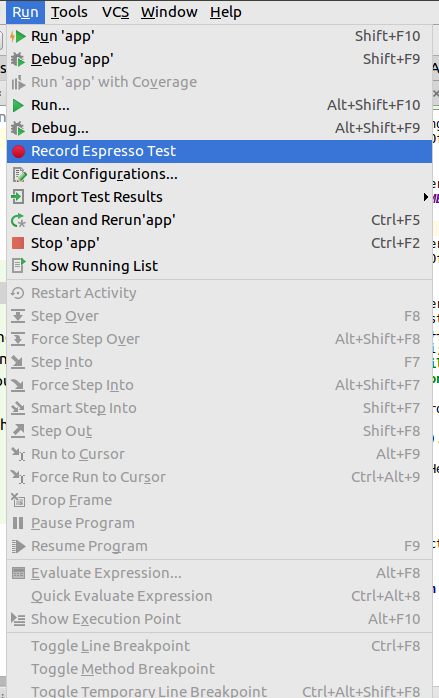 Run Tools VCS Window Help
Run 'app' Shift+F10
Debug 'app' Shift+F9
Run 'app' with Coverage
Run... Alt+Shift+F10
Debug... Alt+Shift+F9
Record Espresso Test
Edit Configurations...
Import Test Results
Clean and Rerun'app' Ctrl+F5
Stop 'app' Ctrl+F2
Show Running List
Restart Activity
Step Over F8
Force Step Over Alt+Shift+F8
Step Into F7
Force Step Into Alt+Shift+F7
Smart Step Into Shift+F7
Step Out Shift+F8
Run to Cursor Alt+F9
Force Run to Cursor Ctrl+Alt+9
Drop Frame
Pause Program
Resume Program F9
Evaluate Expression... Alt+F8
Quick Evaluate Expression Ctrl+Alt+8
Show Execution Point Alt+F10
Toggle Line Breakpoint Ctrl+F8
Toggle Method Breakpoint
Toggle Temporary Line Breakpoint Ctrl+Alt+Shift+F8